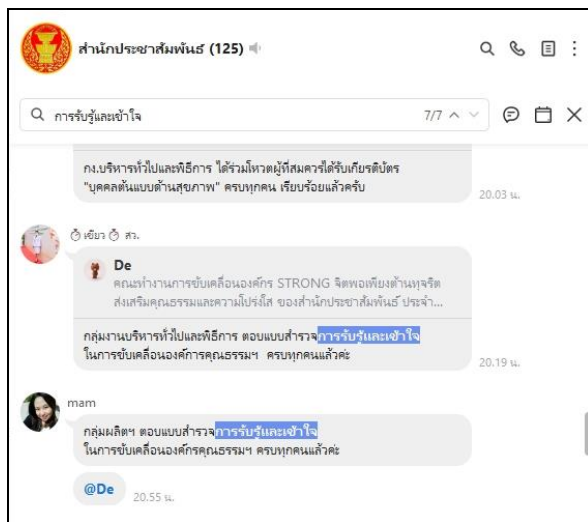 สำนักประชาสัมพันธ์ (125)
การรับรู้และเข้าใจ
7/7
กง.บริหารทั่วไปและพิธีการ ได้ร่วมโหวตผู้ที่สมควรได้รับเกียรติบัตร
"บุคคลต้นแบบด้านสุขภาพ" ครบทุกคน เรียบร้อยแล้วครับ
20.03 น.
เขียว สว.
De
คณะทำงานการขับเคลื่อนองค์กร STRONG จิตพอเพียงต้านทุจริต
ส่งเสริมคุณธรรมและความโปร่งใส ของสำนักประชาสัมพันธ์ ประจำ...
กลุ่มงานบริหารทั่วไปและพิธีการ ตอบแบบสำรวจการรับรู้และเข้าใจ
ในการขับเคลื่อนองค์การคุณธรรมฯ ครบทุกคนแล้วค่ะ
20.19 น.
mam
กลุ่มผลิตฯ ตอบแบบสำรวจการรับรู้และเข้าใจ
ในการขับเคลื่อนองค์กรคุณธรรมฯ ครบทุกคนแล้วค่ะ
@De
20.55 น.